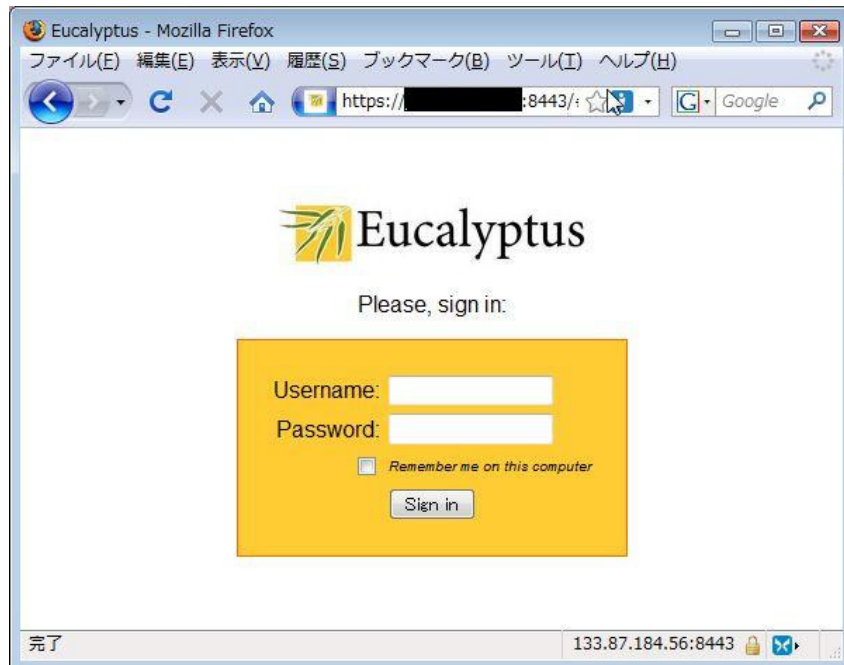 Eucalyptus - Mozilla Firefox
ファイル(F) 編集(E) 表示(V) 履歴(S) ブックマーク(B) ツール(T) ヘルプ(H)
https:// :8443/ G Google
Eucalyptus
Please, sign in:
Username:
Password:
Remember me on this computer
Sign in
完了 133.87.184.56:8443